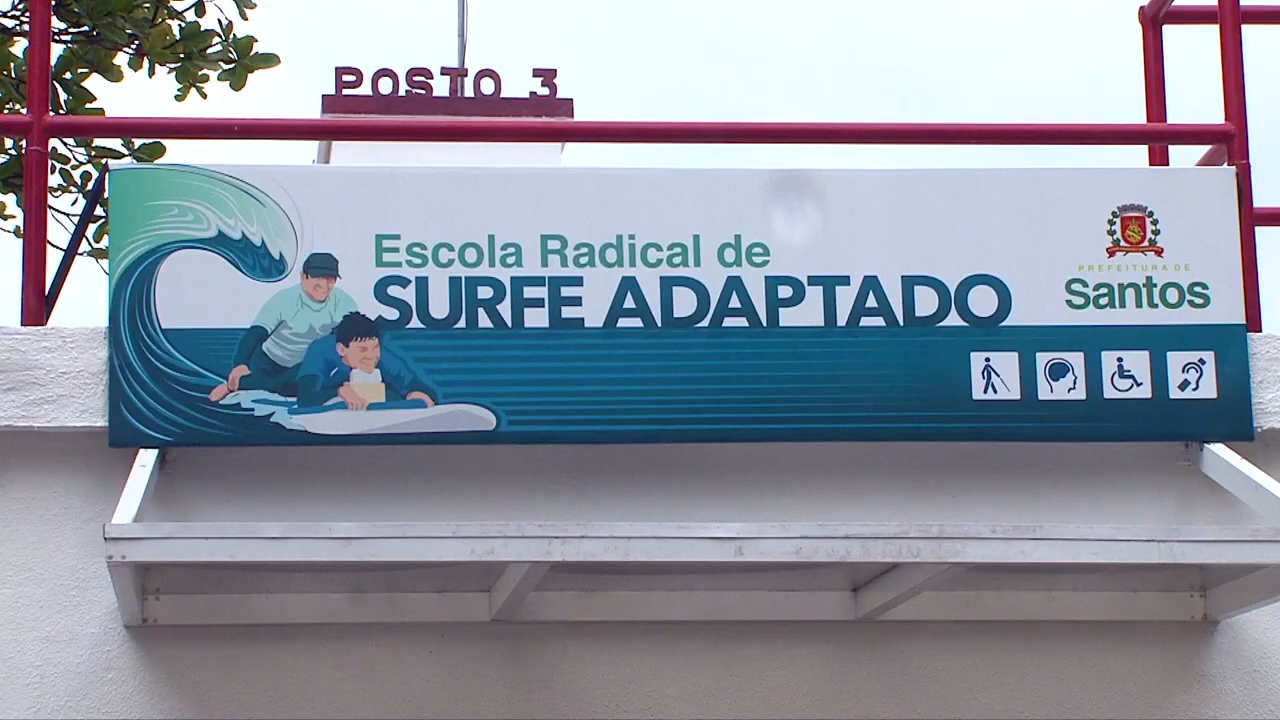 POSTO 3
Escola Radical de
SURFE ADAPTADO
PREFEITURA DE
Santos